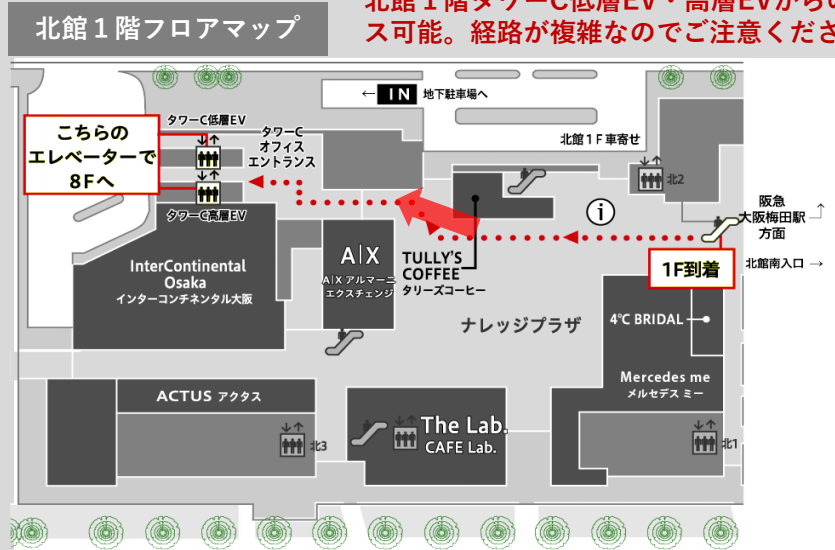 北館１階フロアマップ
北館１階タワーC低層EV・高層EVから
ス可能。経路が複雑なのでご注意くださ
← IN 地下駐車場へ
タワーC低層EV
こちらの
エレベーターで
8Fへ
タワーC
オフィス
エントランス
北館1F車寄せ
北2
タワーC高層EV
i
阪急
大阪梅田駅
方面
1F到着
北館南入口 →
InterContinental
Osaka
インターコンチネンタル大阪
A|X
A|X アルマーニ
エクスチェンジ
TULLY'S
COFFEE
タリーズコーヒー
ナレッジプラザ
4℃ BRIDAL
Mercedes me
メルセデス ミー
ACTUS アクタス
The Lab.
CAFE Lab.
北3
北1